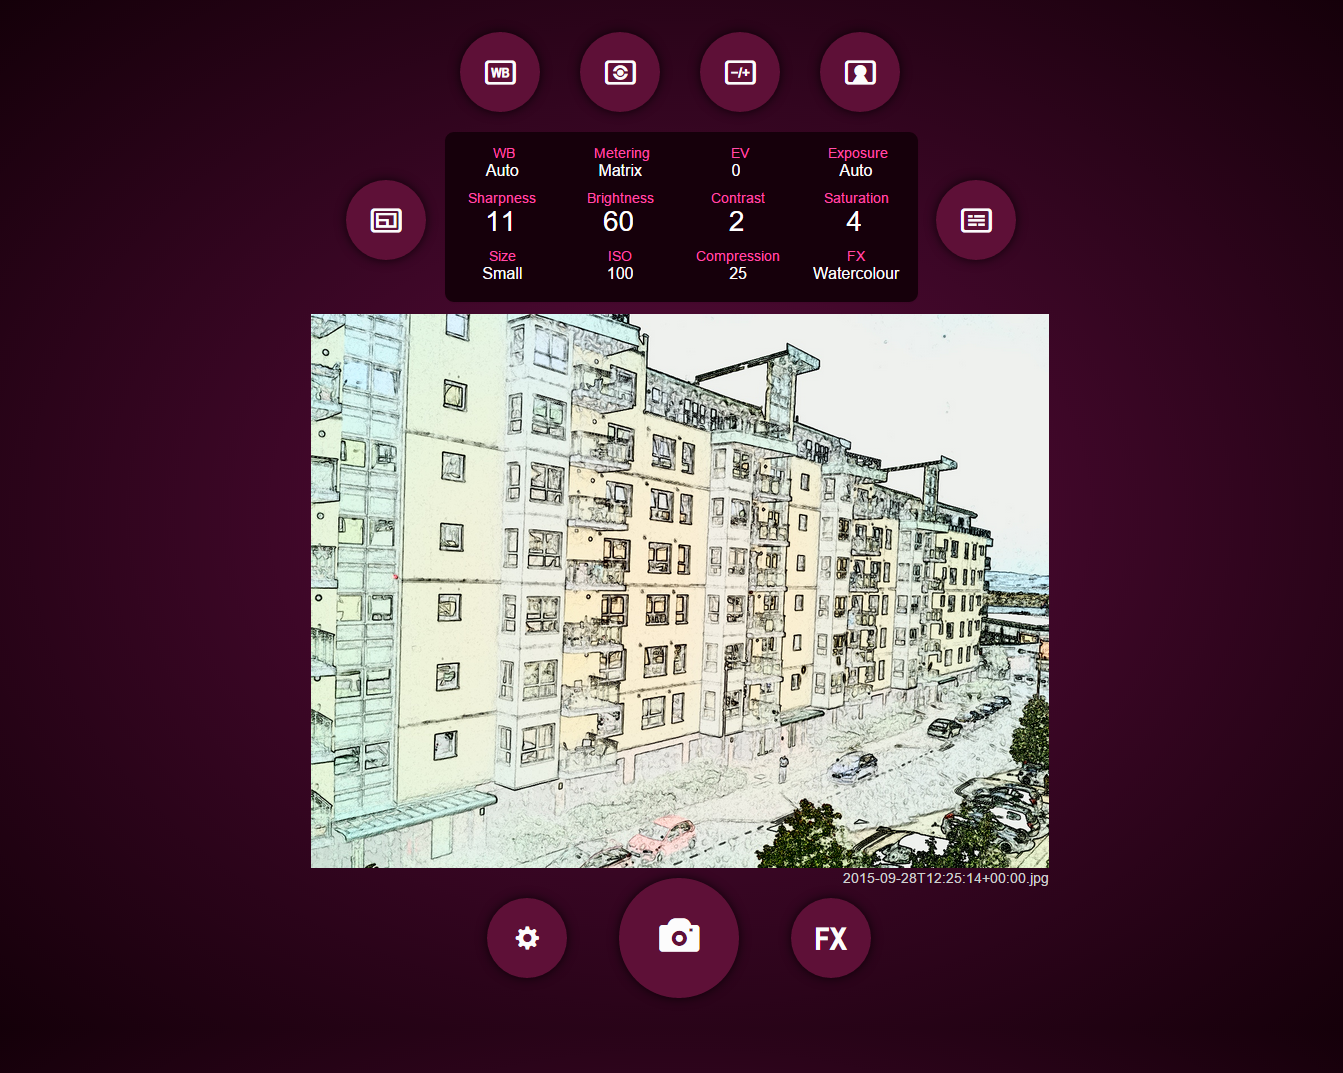 WB
-/+
WB Metering EV Exposure
Auto Matrix 0 Auto
Sharpness Brightness Contrast Saturation
11 60 2 4
Size ISO Compression FX
Small 100 25 Watercolour
2015-09-28T12:25:14+00:00.jpg
FX